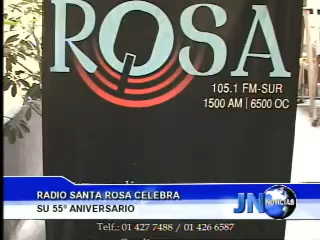 ROSA
105.1 FM-SUR
1500 AM | 6500 OC
RADIO SANTA ROSA CELEBRA
SU 55º ANIVERSARIO
JN
NOTICIAS
Telf.: 01 427 7488 / 01 426 6587